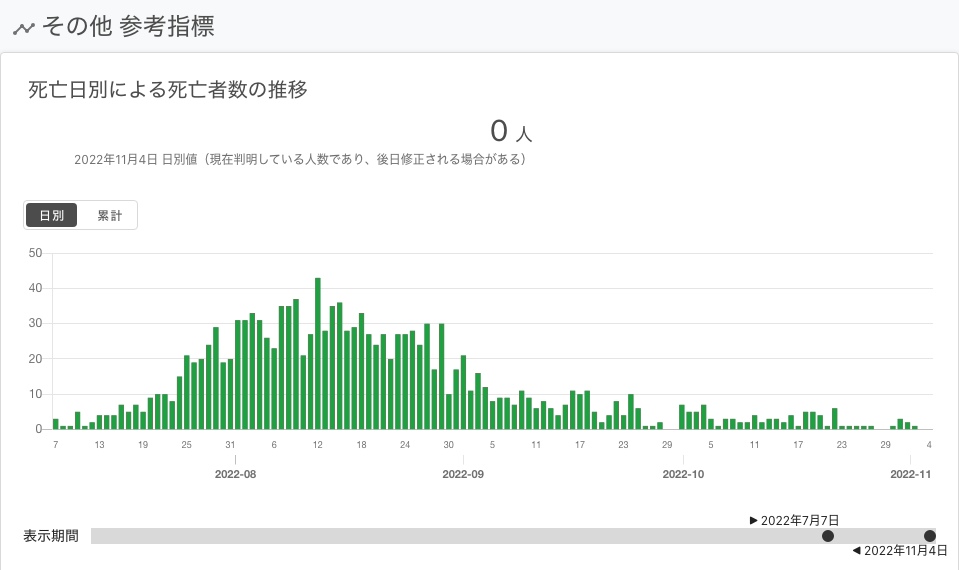 その他 参考指標
死亡日別による死亡者数の推移
0 人
2022年11月4日 日別値（現在判明している人数であり、後日修正される場合がある）
日別 累計
50
40
30
20
10
0
7 13 19 25 31 6 12 18 24 30 5 11 17 23 29 5 11 17 23 29 4
2022-08 2022-09 2022-10 2022-11
▶ 2022年7月7日
表示期間
◀ 2022年11月4日